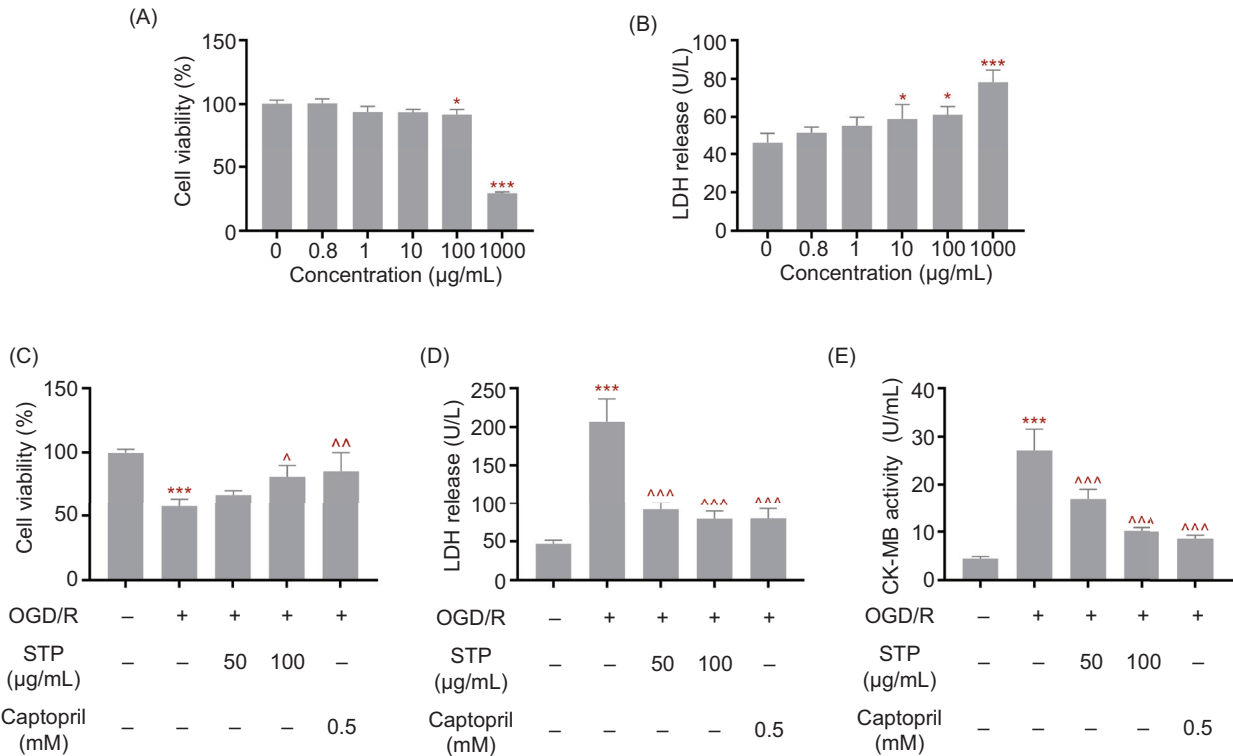 (A)
150
100
50
0
Cell viability (%)
*
***
0 0.8 1 10 100 1000
Concentration (µg/mL)
(B)
100
80
60
40
20
0
LDH release (U/L)
* * ***
0 0.8 1 10 100 1000
Concentration (µg/mL)
(C)
150
100
50
0
Cell viability (%)
*** ^ ^^
OGD/R – + + + +
STP
(µg/mL) – – 50 100 –
Captopril
(mM) – – – – 0.5
(D)
250
200
150
100
50
0
LDH release (U/L)
*** ^^^ ^^^ ^^^
OGD/R – + + + +
STP
(µg/mL) – – 50 100 –
Captopril
(mM) – – – – 0.5
(E)
40
30
20
10
0
CK-MB activity (U/mL)
*** ^^^ ^^^ ^^^
OGD/R – + + + +
STP
(µg/mL) – – 50 100 –
Captopril
(mM) – – – – 0.5